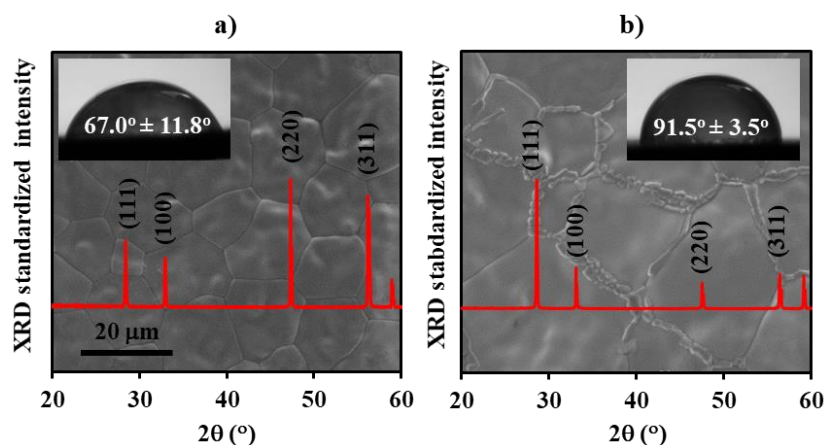 a)
XRD standardized intensity
67.0° ± 11.8°
(111)
(100)
(220)
(311)
20 μm
20 30 40 50 60
2θ (°)
b)
XRD stabdardized intensity
91.5° ± 3.5°
(111)
(100)
(220)
(311)
20 30 40 50 60
2θ (°)